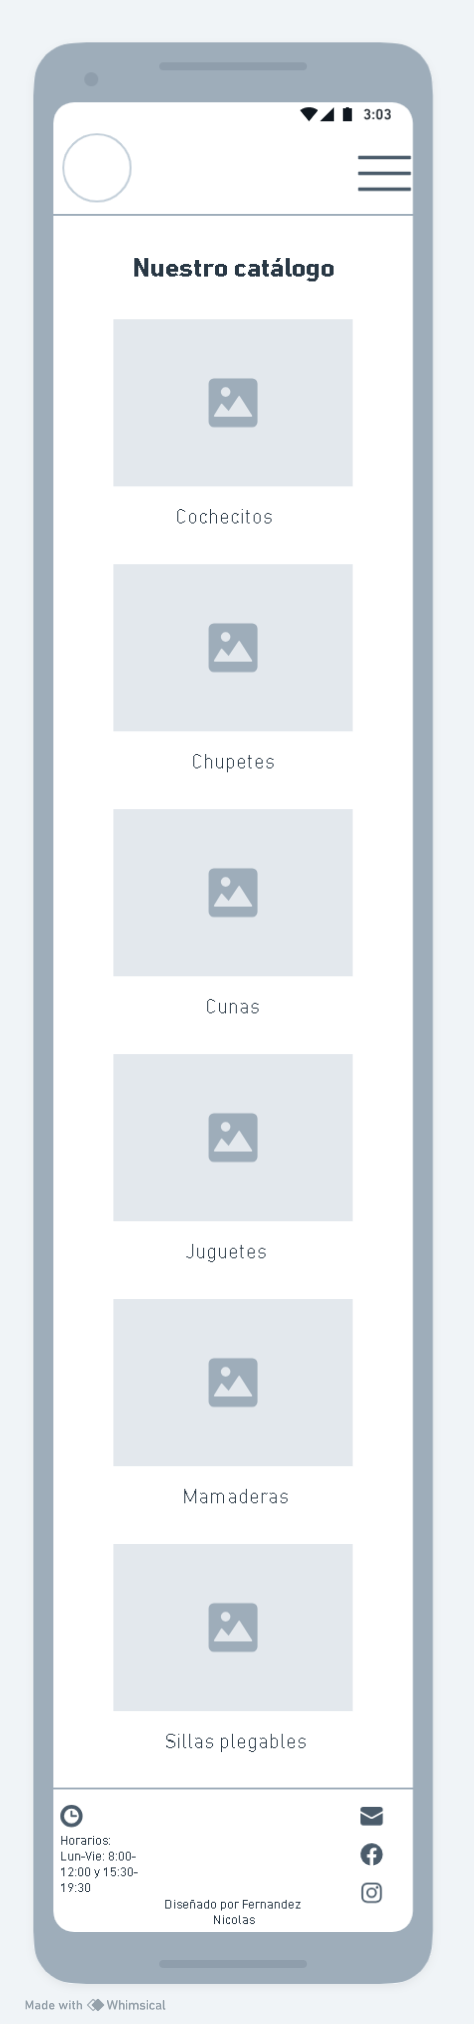 3:03
Nuestro catálogo
Cochecitos
Chupetes
Cunas
Juguetes
Mamaderas
Sillas plegables
Horarios:
Lun-Vie: 8:00-
12:00 y 15:30-
19:30
Diseñado por Fernandez
Nicolas
Made with Whimsical